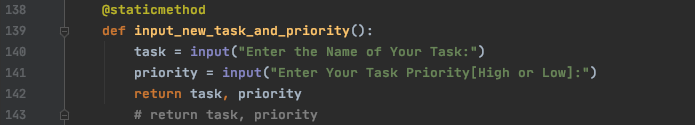 138 @staticmethod
139 def input_new_task_and_priority():
140 task = input("Enter the Name of Your Task:")
141 priority = input("Enter Your Task Priority[High or Low]:")
142 return task, priority
143 # return task, priority